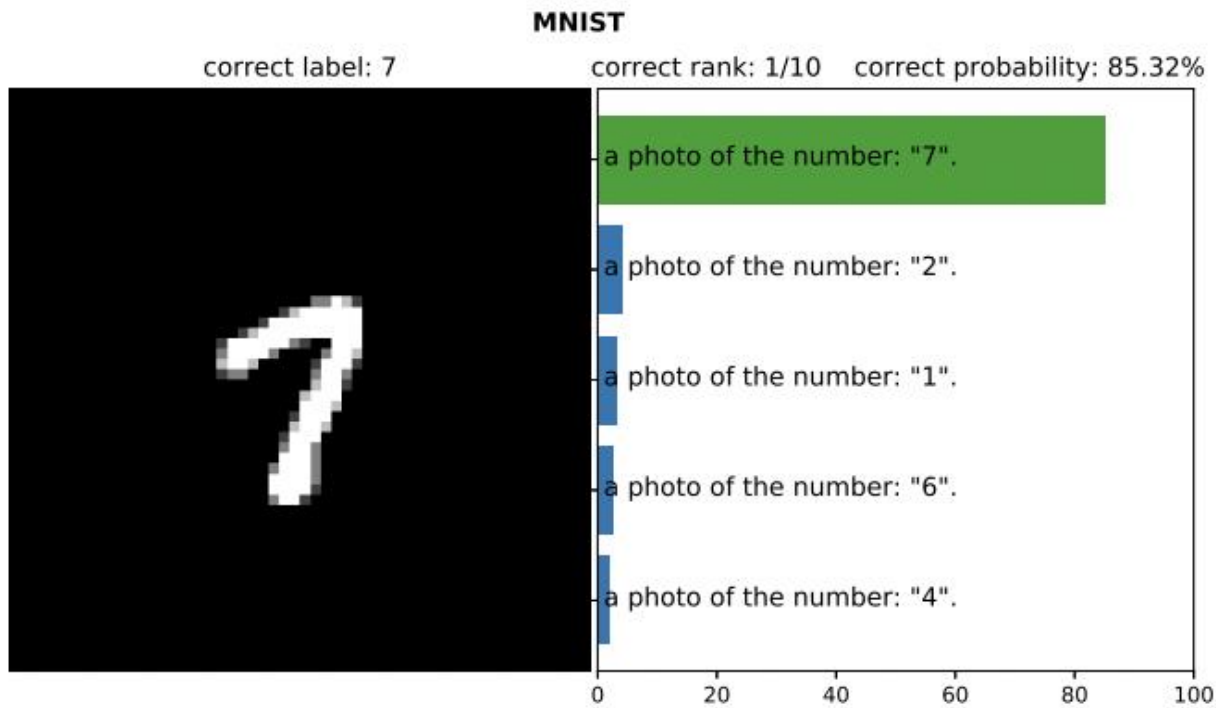 MNIST
correct label: 7
correct rank: 1/10 correct probability: 85.32%
7
a photo of the number: "7".
a photo of the number: "2".
a photo of the number: "1".
a photo of the number: "6".
a photo of the number: "4".
0 20 40 60 80 100